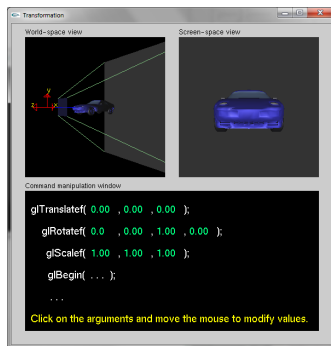 Transformation
World-space view
Screen-space view
y
z
x
Command manipulation window
glTranslatef( 0.00 , 0.00 , 0.00 );
glRotatef( 0.0 , 0.00 , 1.00 , 0.00 );
glScalef( 1.00 , 1.00 , 1.00 );
glBegin( . . . );
. . .
Click on the arguments and move the mouse to modify values.